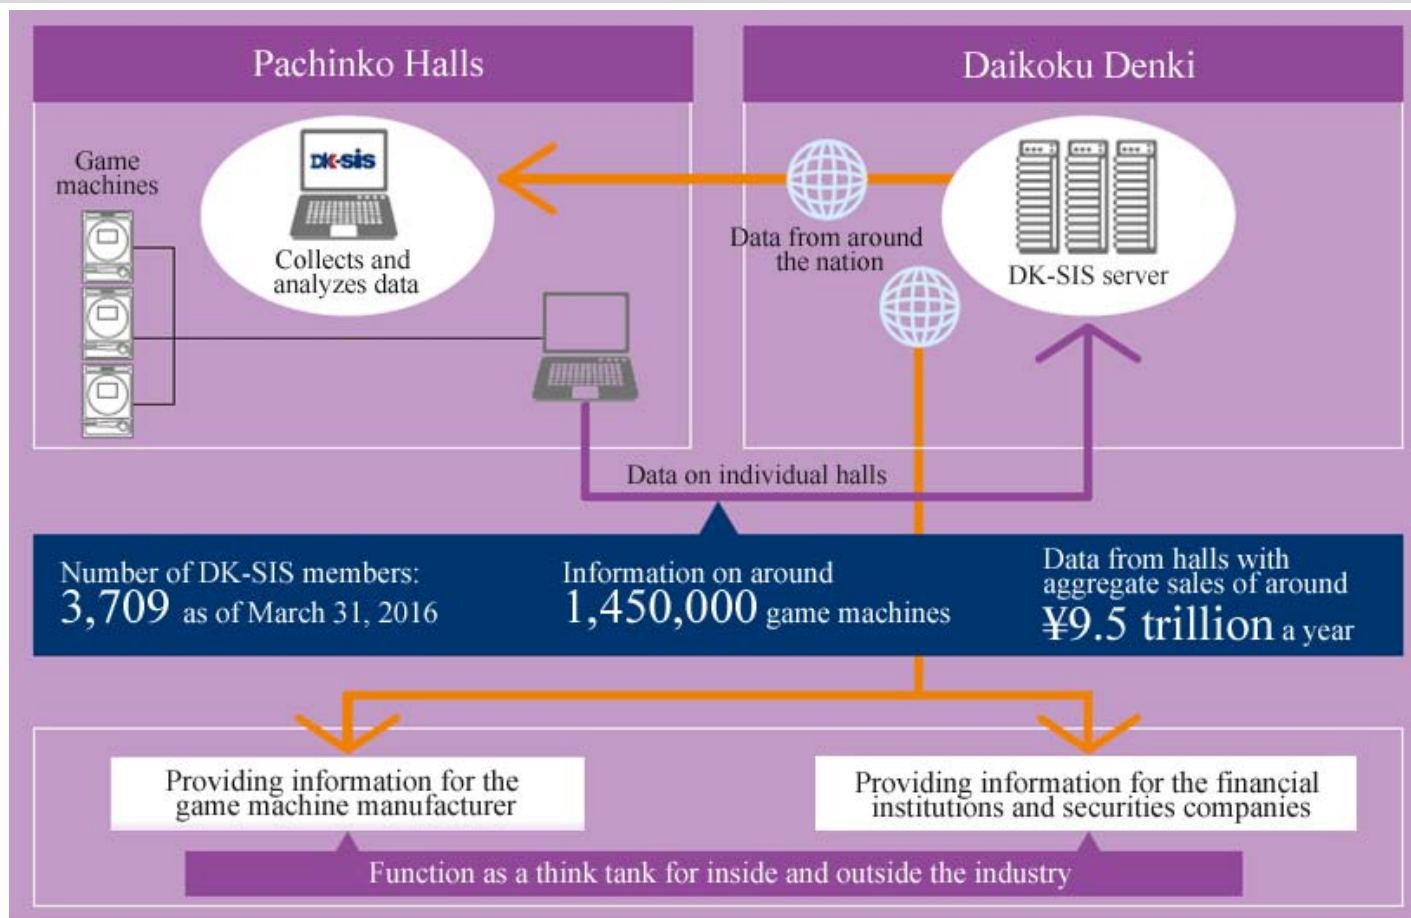 Pachinko Halls
Daikoku Denki
Game
machines
DK-SIS
Collects and
analyzes data
Data from around
the nation
DK-SIS server
Data on individual halls
Number of DK-SIS members:
3,709 as of March 31, 2016
Information on around
1,450,000 game machines
Data from halls with
aggregate sales of around
¥9.5 trillion a year
Providing information for the
game machine manufacturer
Providing information for the financial
institutions and securities companies
Function as a think tank for inside and outside the industry